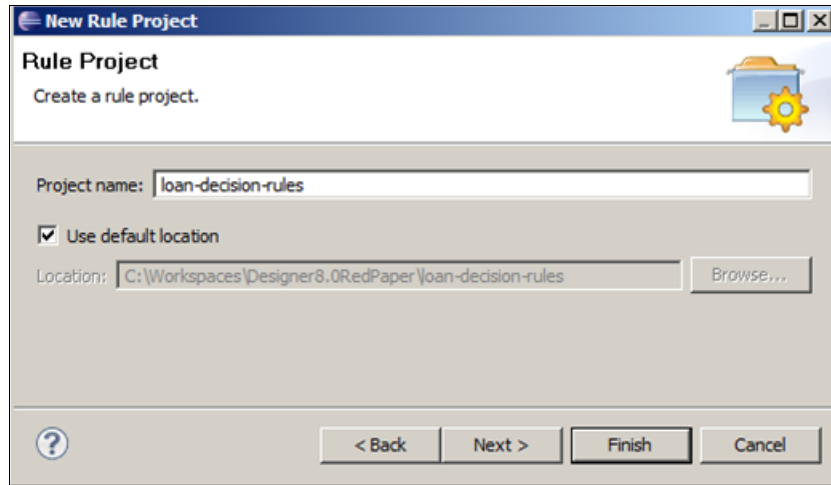 New Rule Project
Rule Project
Create a rule project.
Project name: loan-decision-rules
Use default location
Location: C:\Workspaces\Designer8.0RedPaper\loan-decision-rules Browse...
? < Back Next > Finish Cancel